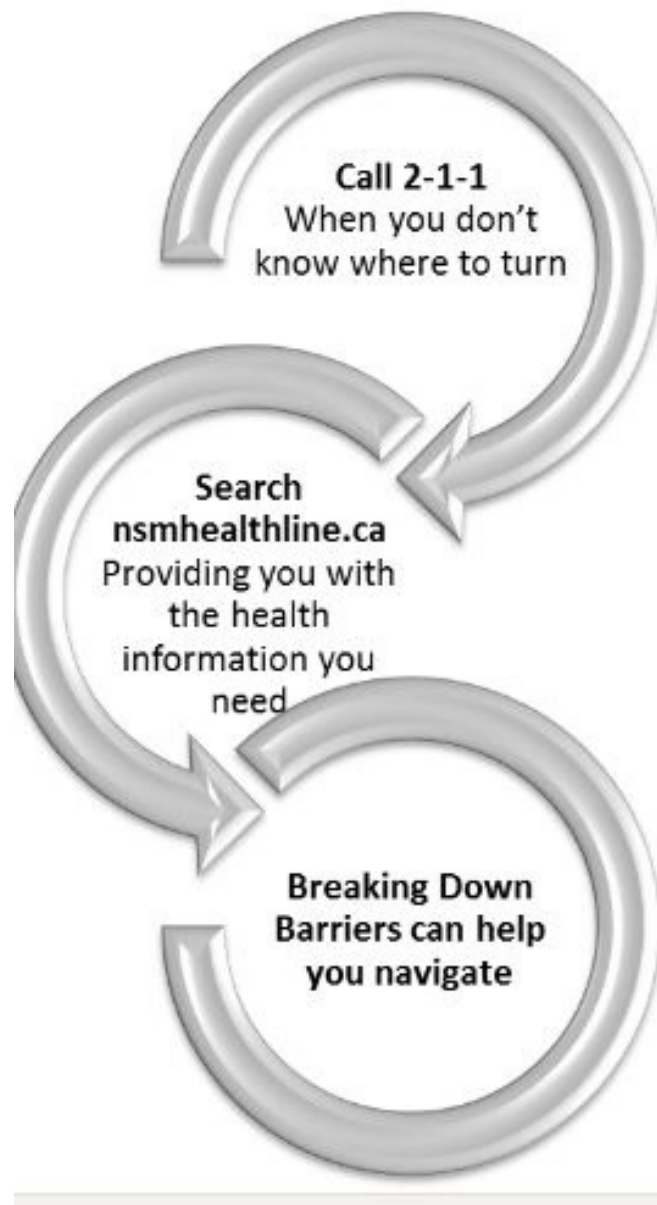 Call 2-1-1
When you don't
know where to turn
Search
nsmhealthline.ca
Providing you with
the health
information you
need
Breaking Down
Barriers can help
you navigate